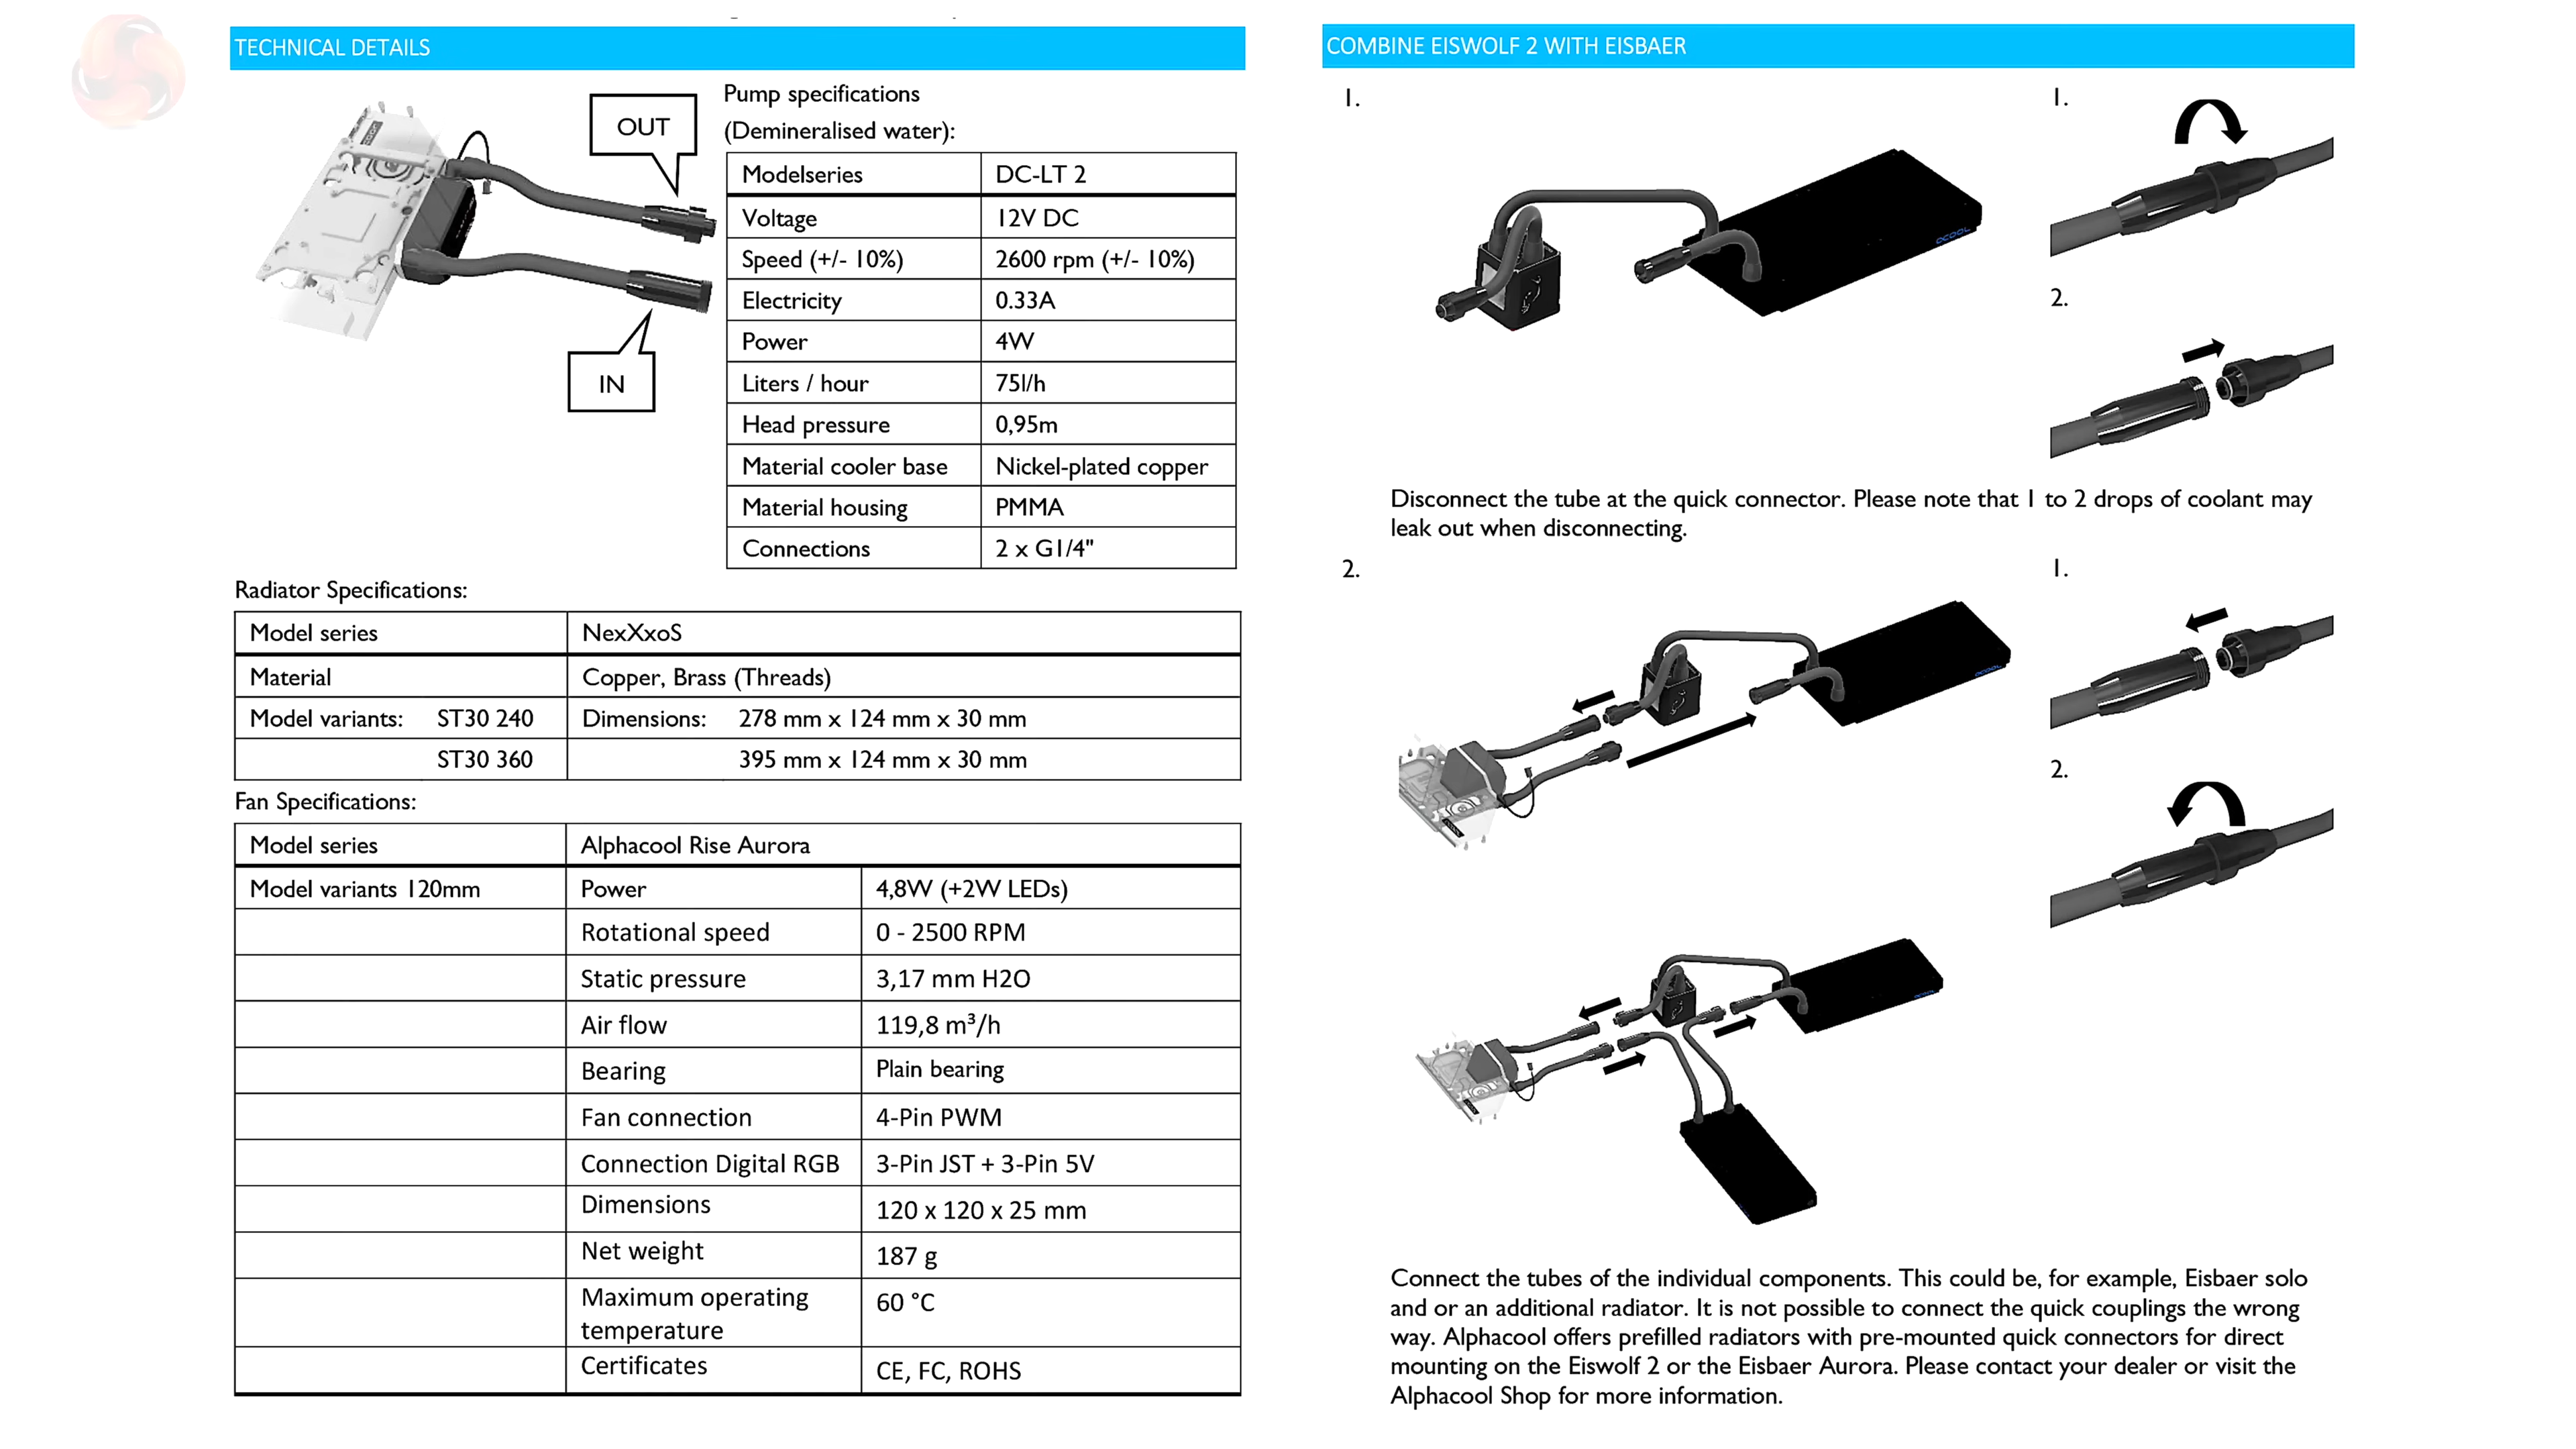 TECHNICAL DETAILS
OUT
IN
Pump specifications
(Demineralised water):
Modelseries DC-LT 2
Voltage 12V DC
Speed (+/- 10%) 2600 rpm (+/- 10%)
Electricity 0.33A
Power 4W
Liters / hour 75l/h
Head pressure 0,95m
Material cooler base Nickel-plated copper
Material housing PMMA
Connections 2 x G1/4"
Radiator Specifications:
Model series NexXxoS
Material Copper, Brass (Threads)
Model variants: ST30 240 Dimensions: 278 mm x 124 mm x 30 mm
ST30 360 395 mm x 124 mm x 30 mm
Fan Specifications:
Model series Alphacool Rise Aurora
Model variants 120mm Power 4,8W (+2W LEDs)
Rotational speed 0 - 2500 RPM
Static pressure 3,17 mm H2O
Air flow 119,8 m³/h
Bearing Plain bearing
Fan connection 4-Pin PWM
Connection Digital RGB 3-Pin JST + 3-Pin 5V
Dimensions 120 x 120 x 25 mm
Net weight 187 g
Maximum operating
temperature 60 °C
Certificates CE, FC, ROHS
COMBINE EISWOLF 2 WITH EISBAER
1.
1.
2.
Disconnect the tube at the quick connector. Please note that 1 to 2 drops of coolant may
leak out when disconnecting.
2.
1.
2.
Connect the tubes of the individual components. This could be, for example, Eisbaer solo
and or an additional radiator. It is not possible to connect the quick couplings the wrong
way. Alphacool offers prefilled radiators with pre-mounted quick connectors for direct
mounting on the Eiswolf 2 or the Eisbaer Aurora. Please contact your dealer or visit the
Alphacool Shop for more information.